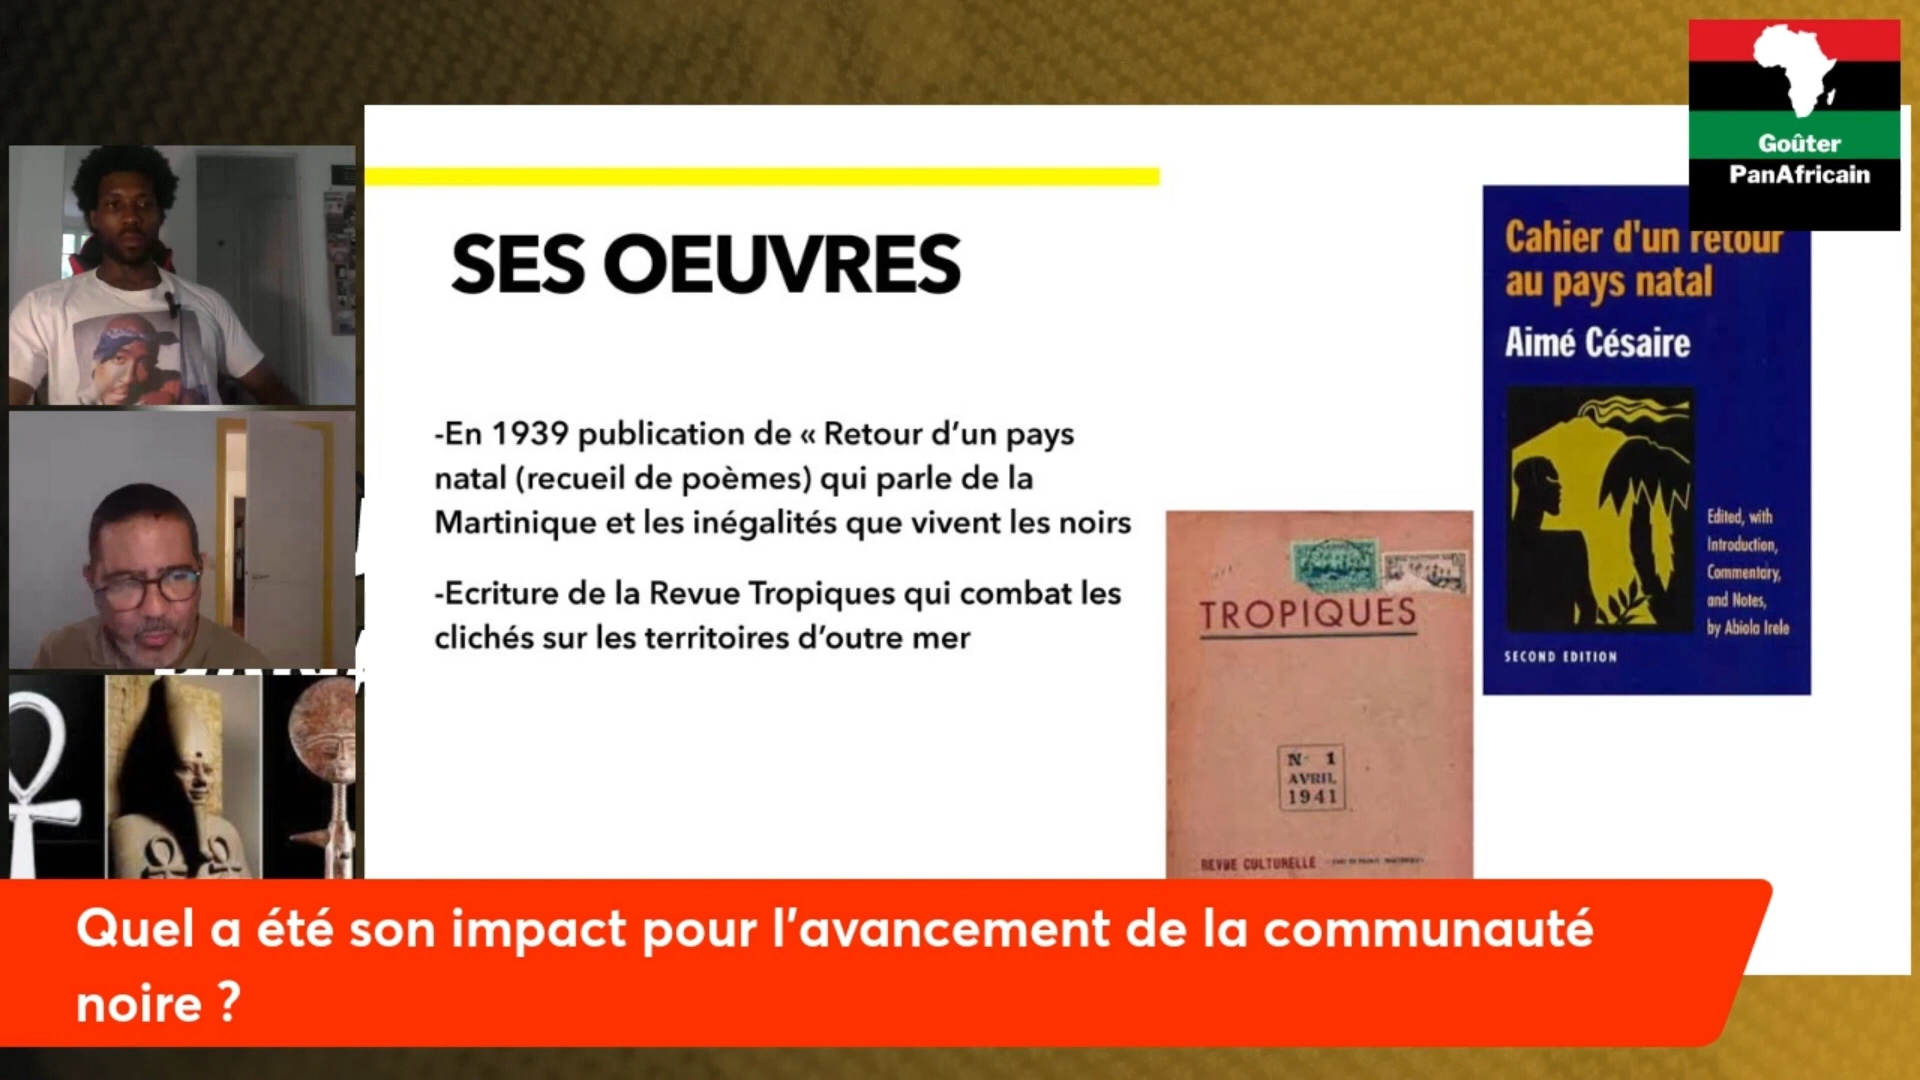 Goûter
PanAfricain
SES OEUVRES
-En 1939 publication de « Retour d’un pays
natal (recueil de poèmes) qui parle de la
Martinique et les inégalités que vivent les noirs
-Ecriture de la Revue Tropiques qui combat les
clichés sur les territoires d’outre mer
Cahier d'un retour
au pays natal
Aimé Césaire
Edited, with
Introduction,
Commentary,
and Notes,
by Abiola Irele
SECOND EDITION
TROPIQUES
N° 1
AVRIL
1941
REVUE CULTURELLE
Quel a été son impact pour l’avancement de la communauté
noire ?